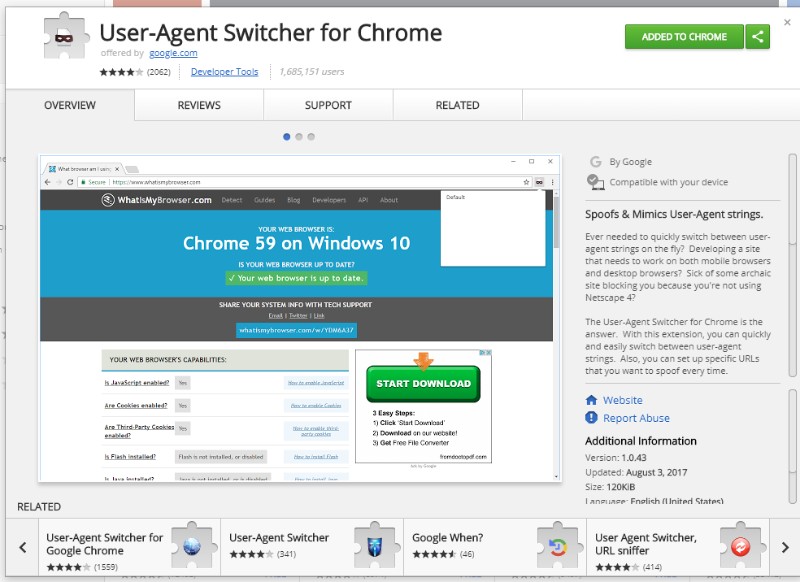 User-Agent Switcher for Chrome
offered by google.com
(2062)
Developer Tools
1,685,151 users
ADDED TO CHROME
OVERVIEW
REVIEWS
SUPPORT
RELATED
What browser am I using
Secure | https://www.whatismybrowser.com
WhatIsMyBrowser.com
Detect
Guides
Blog
Developers
API
About
Default
YOUR WEB BROWSER IS:
Chrome 59 on Windows 10
IS YOUR WEB BROWSER UP TO DATE?
✓ Your web browser is up to date.
SHARE YOUR SYSTEM INFO WITH TECH SUPPORT
Email | Twitter | Link
whatismybrowser.com/w/YDM6A37
YOUR WEB BROWSER'S CAPABILITIES:
Is JavaScript enabled?
Yes
How to enable JavaScript
Are Cookies enabled?
Yes
How to enable Cookies
Are Third-Party Cookies
enabled?
Yes
How to enable third-
party cookies
Is Flash installed?
Flash is not installed, or disabled
How to install Flash
Is Java installed?
Java is not installed, or is disabled
How to install Java
START DOWNLOAD
3 Easy Steps:
1) Click 'Start Download'
2) Download on our website!
3) Get Free File Converter
fromdoctopdf.com
Ads by Google
By Google
Compatible with your device
Spoofs & Mimics User-Agent strings.
Ever needed to quickly switch between user-
agent strings on the fly? Developing a site
that needs to work on both mobile browsers
and desktop browsers? Sick of some archaic
site blocking you because you're not using
Netscape 4?
The User-Agent Switcher for Chrome is the
answer. With this extension, you can quickly
and easily switch between user-agent
strings. Also, you can set up specific URLs
that you want to spoof every time.
Website
Report Abuse
Additional Information
Version: 1.0.43
Updated: August 3, 2017
Size: 120KiB
Language: English (United States)
RELATED
User-Agent Switcher for
Google Chrome
(1559)
User-Agent Switcher
(341)
Google When?
(46)
User Agent Switcher,
URL sniffer
(414)